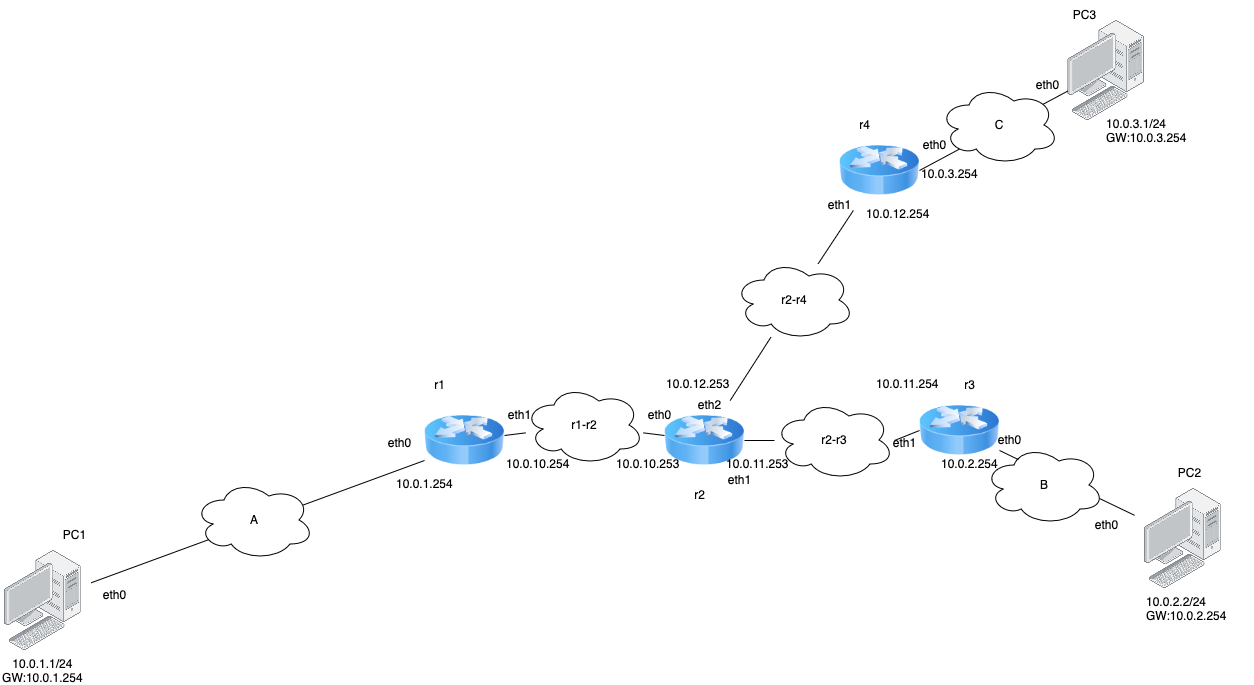 PC3
eth0
C
10.0.3.1/24
GW:10.0.3.254
r4
eth0
10.0.3.254
eth1
10.0.12.254
r2-r4
10.0.12.253
eth2
10.0.11.254
r3
r1
eth1
r1-r2
eth0
r2-r3
eth1
eth0
eth0
10.0.10.254
10.0.10.253
10.0.11.253
10.0.2.254
10.0.1.254
eth1
r2
B
PC2
eth0
A
PC1
eth0
10.0.2.2/24
GW:10.0.2.254
10.0.1.1/24
GW:10.0.1.254